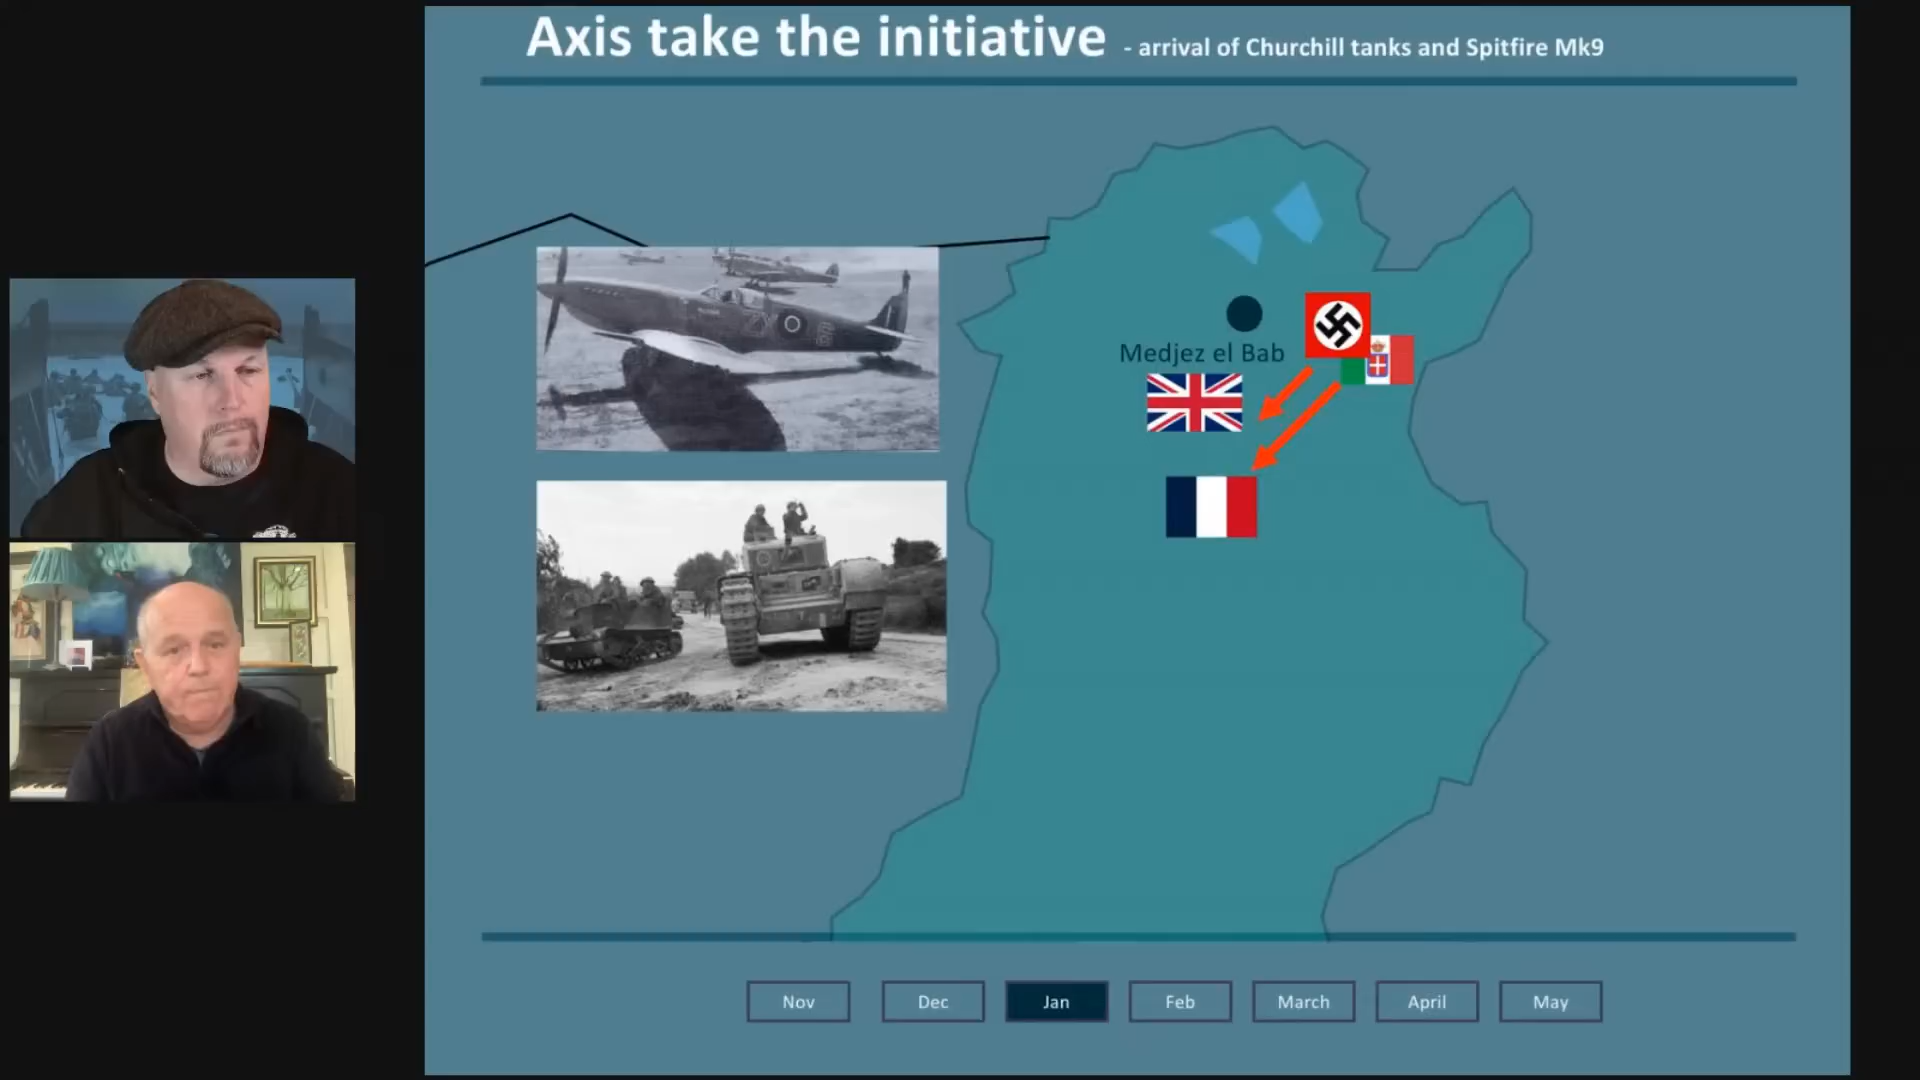 Axis take the initiative - arrival of Churchill tanks and Spitfire Mk9
Medjez el Bab
Nov
Dec
Jan
Feb
March
April
May